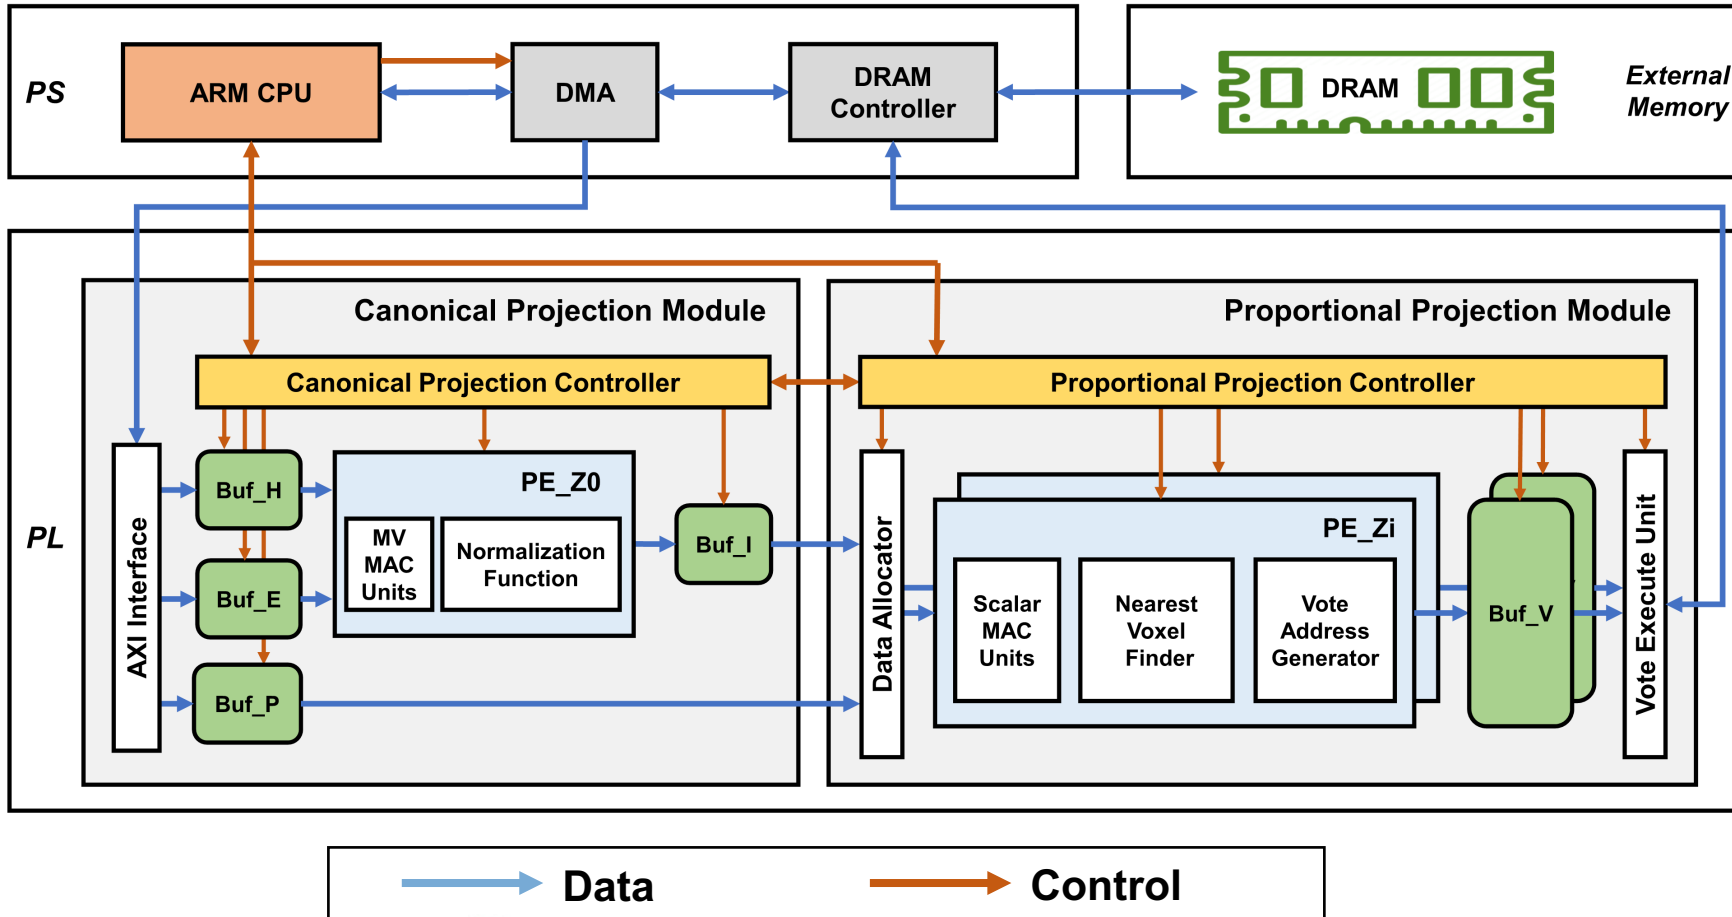 PS
ARM CPU
DMA
DRAM
Controller
DRAM
External
Memory
PL
Canonical Projection Module
Canonical Projection Controller
AXI Interface
Buf_H
Buf_E
Buf_P
PE_Z0
MV
MAC
Units
Normalization
Function
Buf_I
Proportional Projection Module
Proportional Projection Controller
Data Allocator
PE_Zi
Scalar
MAC
Units
Nearest
Voxel
Finder
Vote
Address
Generator
Buf_V
Vote Execute Unit
Data
Control